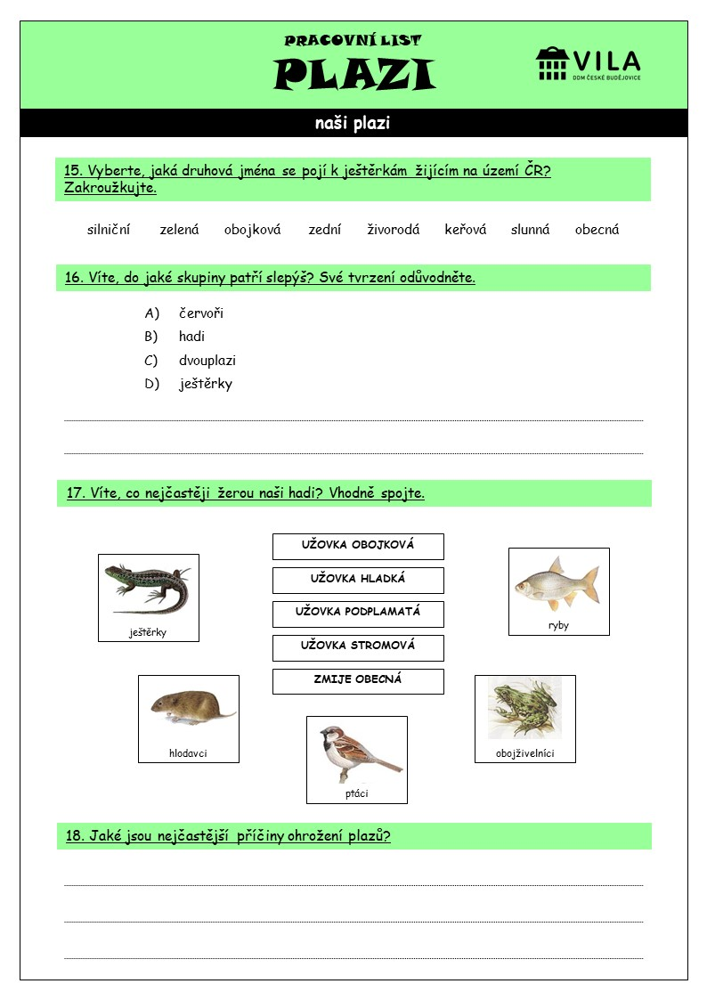 PRACOVNÍ LIST
PLAZI
VILA
DDM ČESKÉ BUDĚJOVICE
naši plazi
15. Vyberte, jaká druhová jména se pojí k ještěrkám žijícím na území ČR?
Zakroužkujte.
silniční zelená obojková zední živorodá keřová slunná obecná
16. Víte, do jaké skupiny patří slepýš? Své tvrzení odůvodněte.
A) červoři
B) hadi
C) dvouplazi
D) ještěrky
17. Víte, co nejčastěji žerou naši hadi? Vhodně spojte.
UŽOVKA OBOJKOVÁ
UŽOVKA HLADKÁ
UŽOVKA PODPLAMATÁ
UŽOVKA STROMOVÁ
ZMIJE OBECNÁ
ještěrky
ryby
hlodavci
ptáci
obojživelníci
18. Jaké jsou nejčastější příčiny ohrožení plazů?